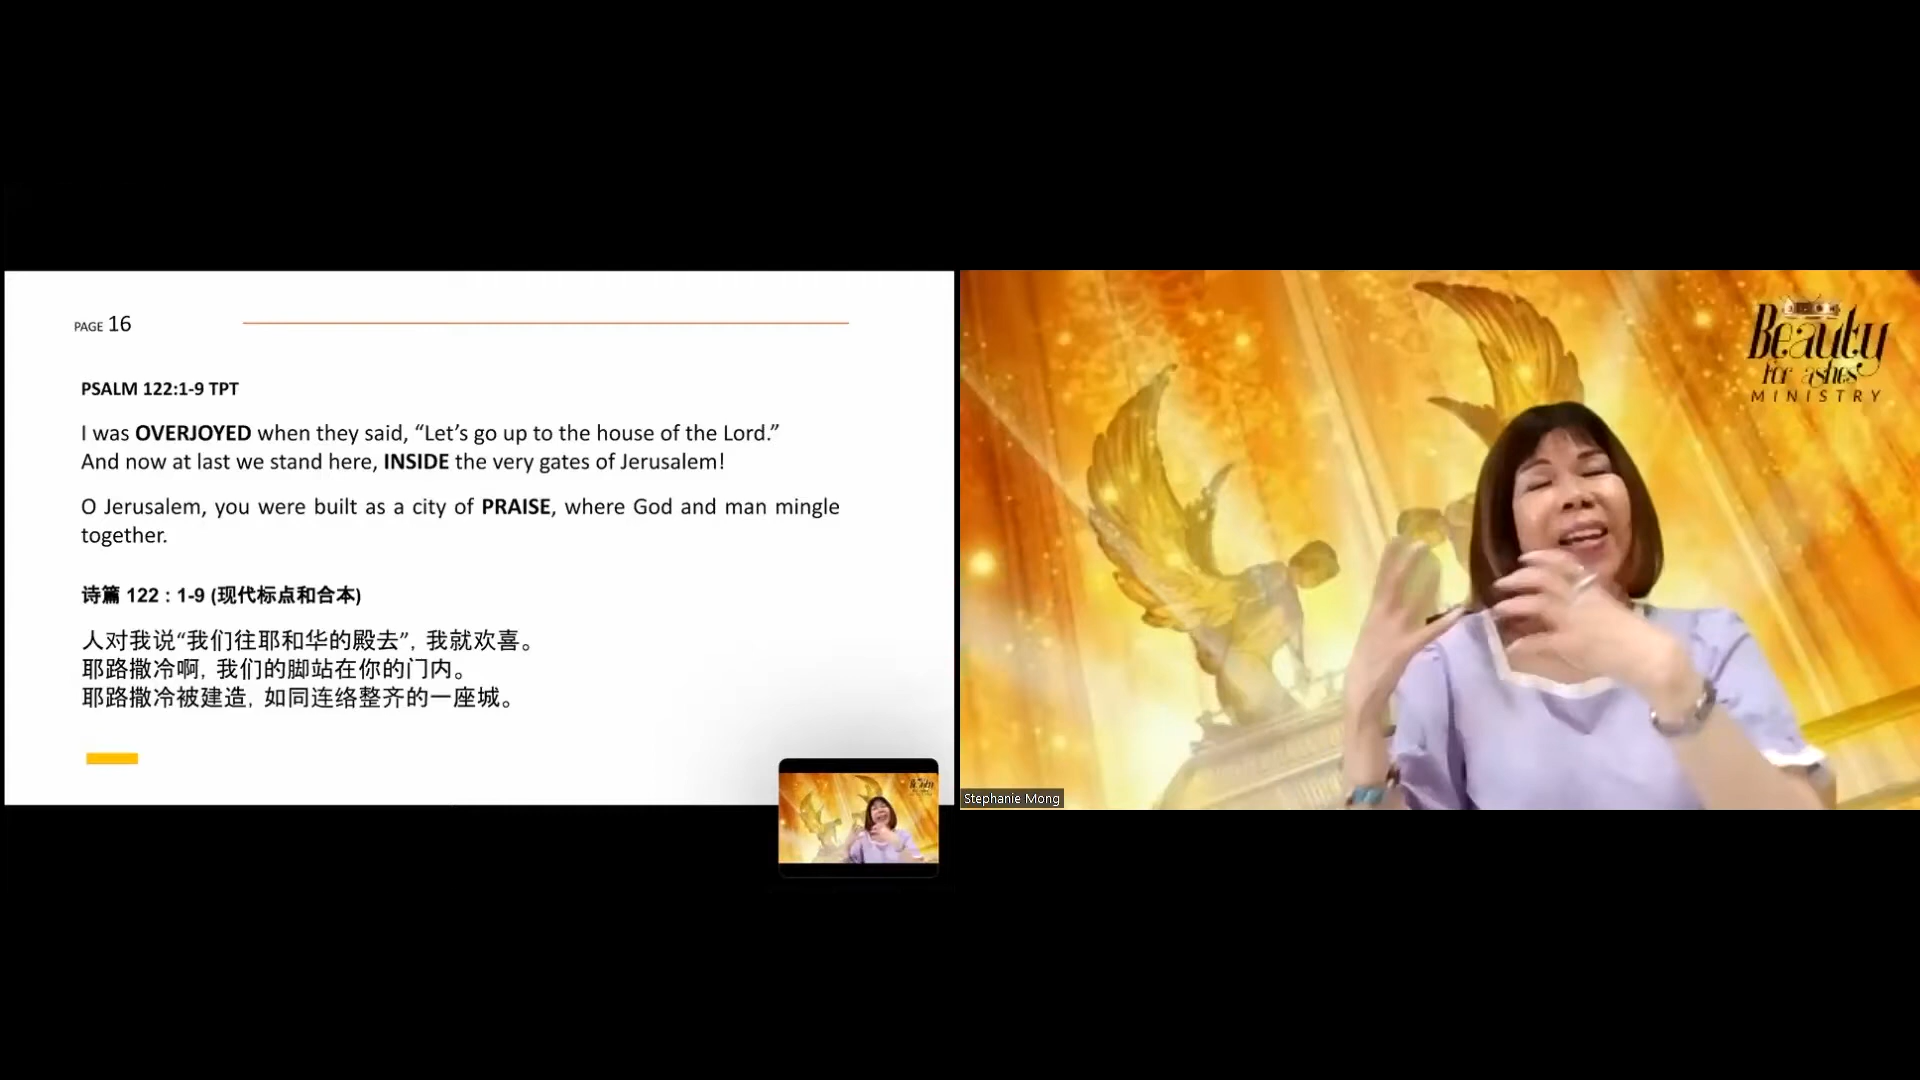 PAGE 16
PSALM 122:1-9 TPT
I was OVERJOYED when they said, “Let’s go up to the house of the Lord.”
And now at last we stand here, INSIDE the very gates of Jerusalem!
O Jerusalem, you were built as a city of PRAISE, where God and man mingle
together.
诗篇 122 : 1-9 (现代标点和合本)
人对我说“我们往耶和华的殿去”, 我就欢喜。
耶路撒冷啊, 我们的脚站在你的门内。
耶路撒冷被建造, 如同连络整齐的一座城。
Beauty
for ashes
MINISTRY
Stephanie Mong